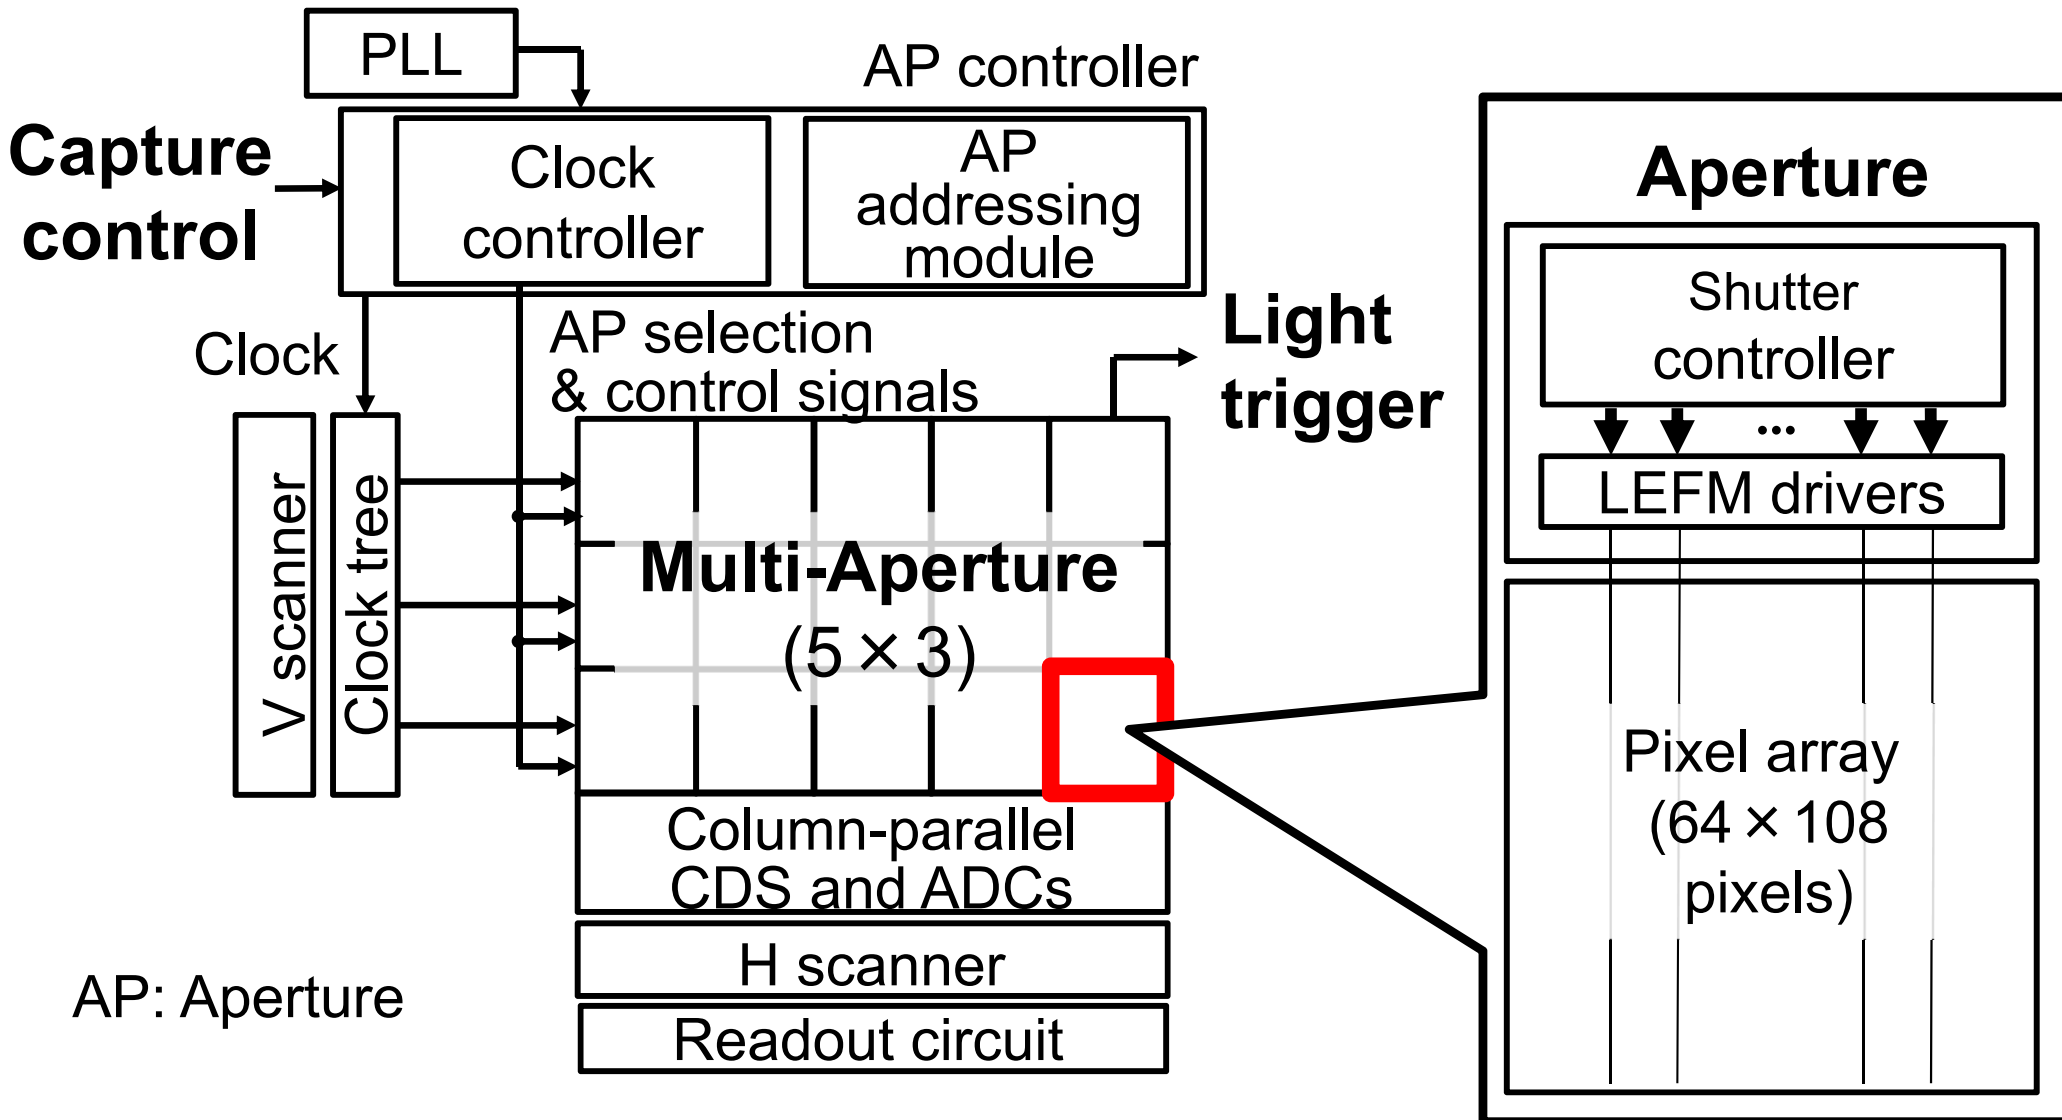 PLL
AP controller
Capture
control
Clock
controller
AP
addressing
module
Clock
AP selection
& control signals
Light
trigger
V scanner
Clock tree
Multi-Aperture
(5 × 3)
Column-parallel
CDS and ADCs
H scanner
Readout circuit
AP: Aperture
Aperture
Shutter
controller
...
LEFM drivers
Pixel array
(64 × 108
pixels)